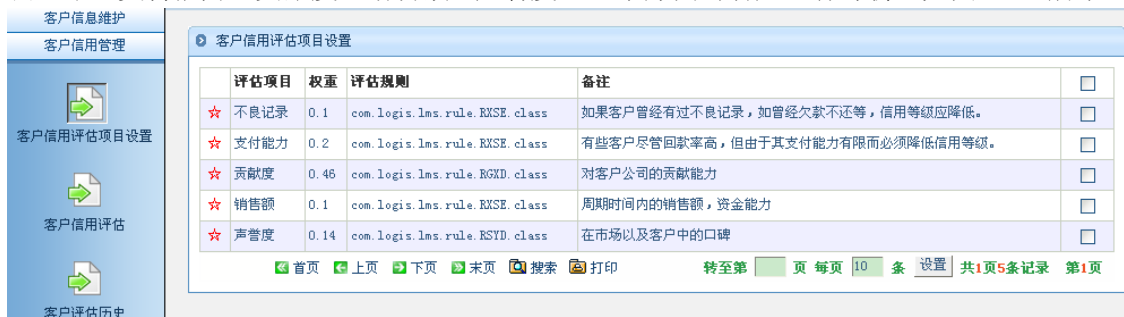 客户信息维护
客户信用管理
客户信用评估项目设置
客户信用评估
客户评估历史
客户信用评估项目设置
评估项目 权重 评估规则 备注
不良记录 0.1 com.logis.lms.rule.RXSE.class 如果客户曾经有过不良记录，如曾经欠款不还等，信用等级应降低。
支付能力 0.2 com.logis.lms.rule.RXSE.class 有些客户尽管回款率高，但由于其支付能力有限而必须降低信用等级。
贡献度 0.46 com.logis.lms.rule.RGXD.class 对客户公司的贡献能力
销售额 0.1 com.logis.lms.rule.RXSE.class 周期时间内的销售额，资金能力
声誉度 0.14 com.logis.lms.rule.RSYD.class 在市场以及客户中的口碑
首页 上页 下页 末页 搜索 打印 转至第 页 每页 10 条 设置 共1页5条记录 第1页